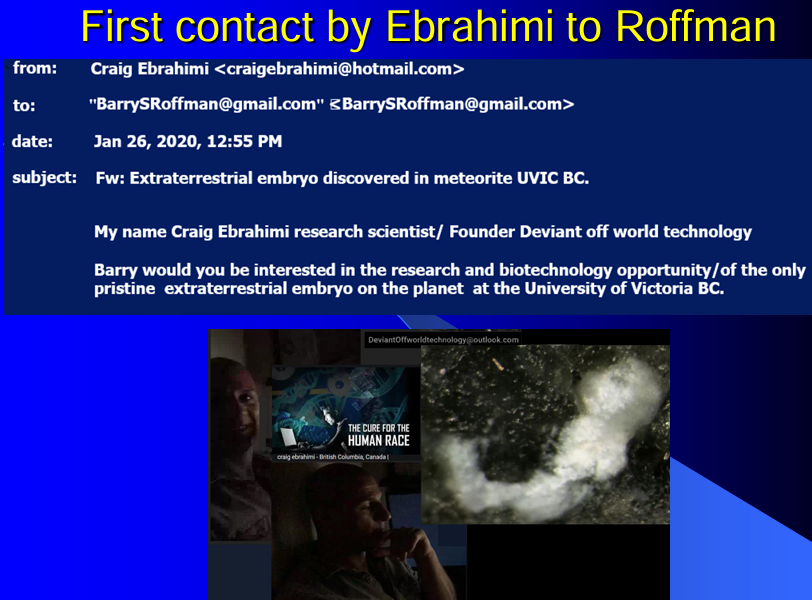 First contact by Ebrahimi to Roffman
from: Craig Ebrahimi <craigebrahimi@hotmail.com>
to: "BarrySRoffman@gmail.com" <BarrySRoffman@gmail.com>
date: Jan 26, 2020, 12:55 PM
subject: Fw: Extraterrestrial embryo discovered in meteorite UVIC BC.
My name Craig Ebrahimi research scientist/ Founder Deviant off world technology
Barry would you be interested in the research and biotechnology opportunity/of the only
pristine extraterrestrial embryo on the planet at the University of Victoria BC.
DeviantOffworldtechnology@outlook.com
THE CURE FOR THE
HUMAN RACE
craig ebrahimi - British Columbia, Canada |